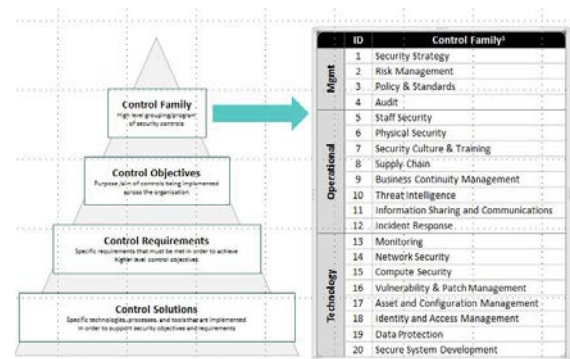 Control Family
High level grouping/program
of security controls
Control Objectives
Purpose /aim of controls being implemented
across the organisation
Control Requirements
Specific requirements that must be met in order to achieve
higher level control objectives
Control Solutions
Specific technologies, processes, and tools that are implemented
in order to support security objectives and requirements
ID Control Family¹
Mgmt
1 Security Strategy
2 Risk Management
3 Policy & Standards
4 Audit
Operational
5 Staff Security
6 Physical Security
7 Security Culture & Training
8 Supply Chain
9 Business Continuity Management
10 Threat Intelligence
11 Information Sharing and Communications
12 Incident Response
Technology
13 Monitoring
14 Network Security
15 Compute Security
16 Vulnerability & Patch Management
17 Asset and Configuration Management
18 Identity and Access Management
19 Data Protection
20 Secure System Development